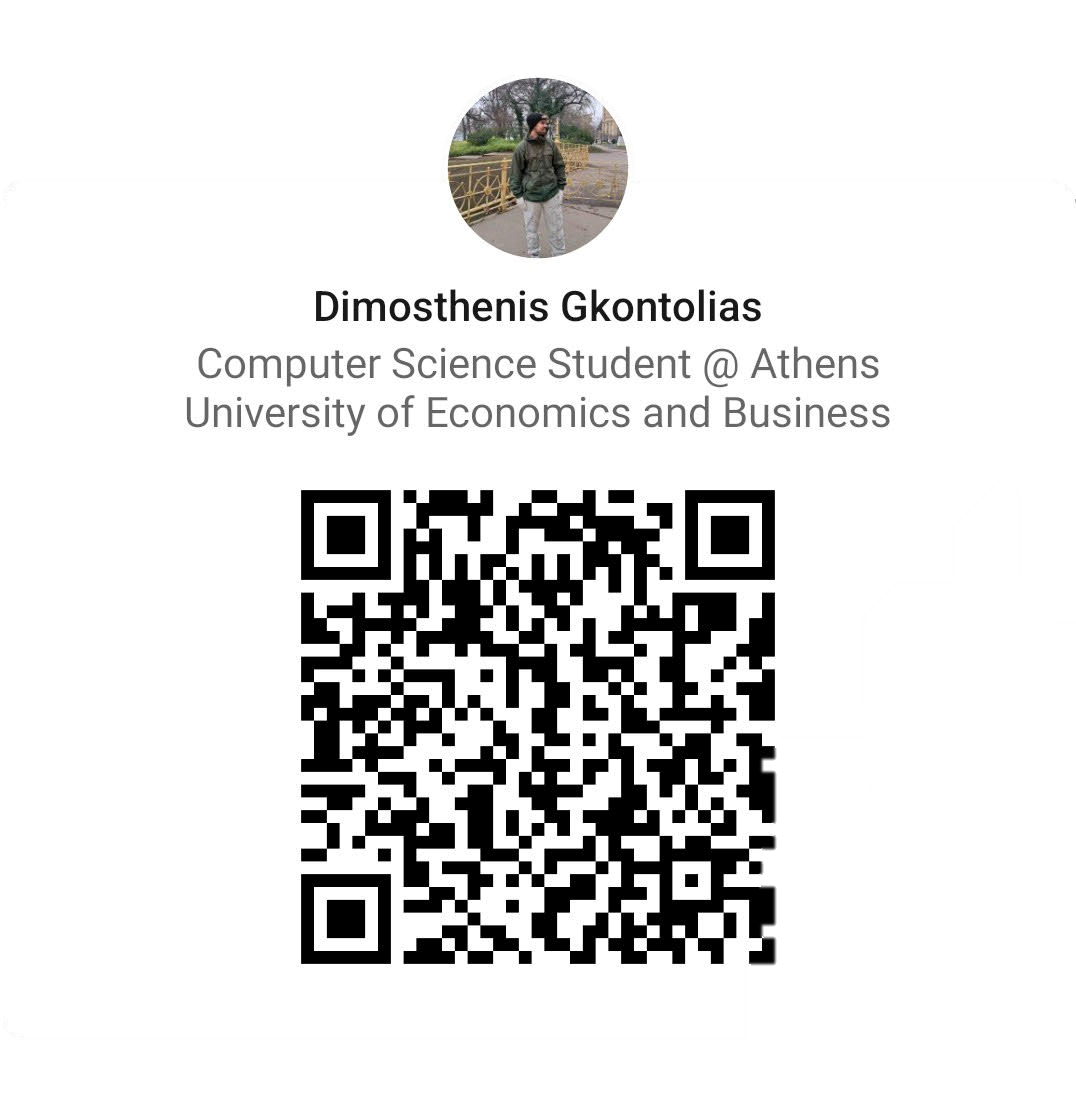 Dimosthenis Gkontolias
Computer Science Student @ Athens
University of Economics and Business